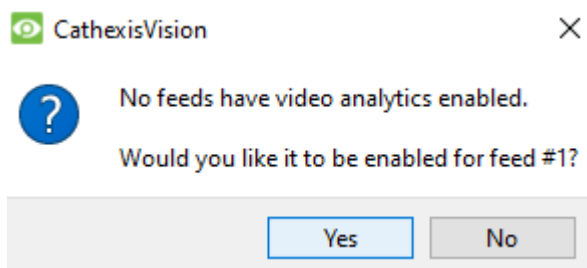 CathexisVision
No feeds have video analytics enabled.
Would you like it to be enabled for feed #1?
Yes
No